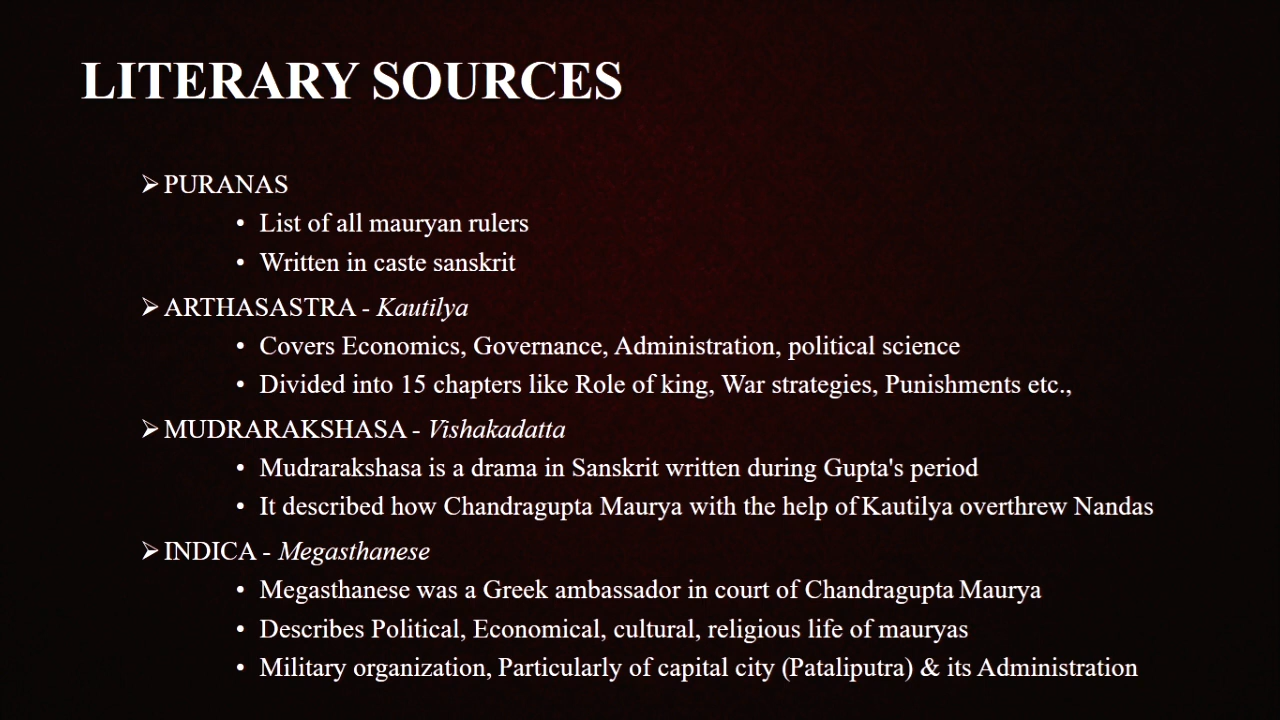 LITERARY SOURCES
➢PURANAS
• List of all mauryan rulers
• Written in caste sanskrit
➢ARTHASASTRA - Kautilya
• Covers Economics, Governance, Administration, political science
• Divided into 15 chapters like Role of king, War strategies, Punishments etc.,
➢MUDRARAKSHASA - Vishakadatta
• Mudrarakshasa is a drama in Sanskrit written during Gupta's period
• It described how Chandragupta Maurya with the help of Kautilya overthrew Nandas
➢INDICA - Megasthanese
• Megasthanese was a Greek ambassador in court of Chandragupta Maurya
• Describes Political, Economical, cultural, religious life of mauryas
• Military organization, Particularly of capital city (Pataliputra) & its Administration